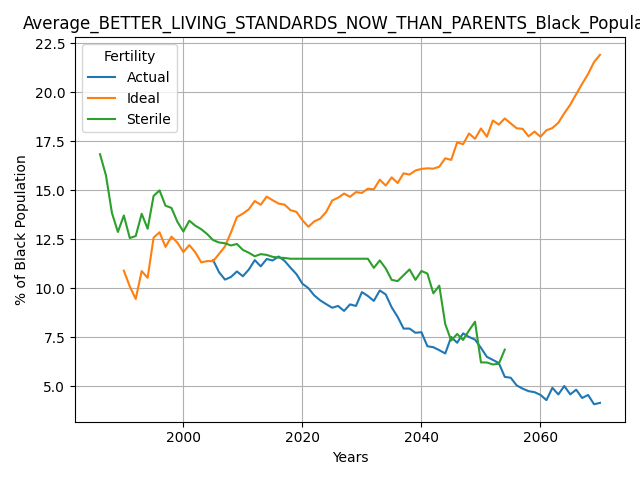 Average_BETTER_LIVING_STANDARDS_NOW_THAN_PARENTS_Black_Popula
Fertility
Actual
Ideal
Sterile
% of Black Population
22.5
20.0
17.5
15.0
12.5
10.0
7.5
5.0
2000 2020 2040 2060
Years